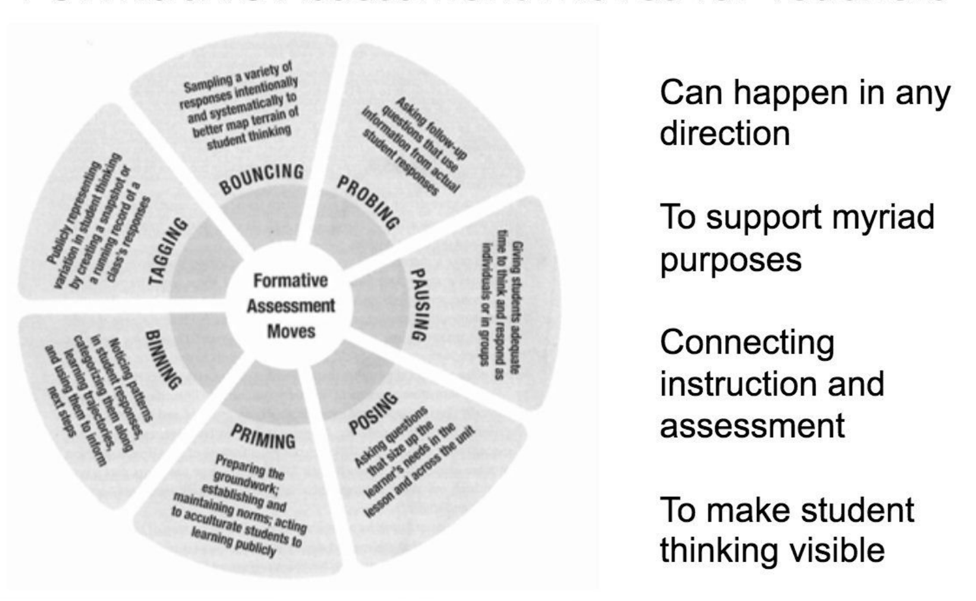 Formative
Assessment
Moves
BOUNCING
Sampling a variety of
responses intentionally
and systematically to
better map terrain of
student thinking
PROBING
Asking follow-up
questions that use
information from actual
student responses
PAUSING
Giving students adequate
time to think and respond as
individuals or in groups
POSING
Asking questions
that size up the
learner's needs in the
lesson and across the unit
PRIMING
Preparing the
groundwork;
establishing and
maintaining norms; acting
to acculturate students to
learning publicly
BINNING
Noticing patterns
in student responses,
categorizing them along
learning trajectories,
and using them to inform
next steps
TAGGING
Publicly representing
variation in student thinking
by creating a snapshot or
a running record of a
class's responses
Can happen in any
direction
To support myriad
purposes
Connecting
instruction and
assessment
To make student
thinking visible